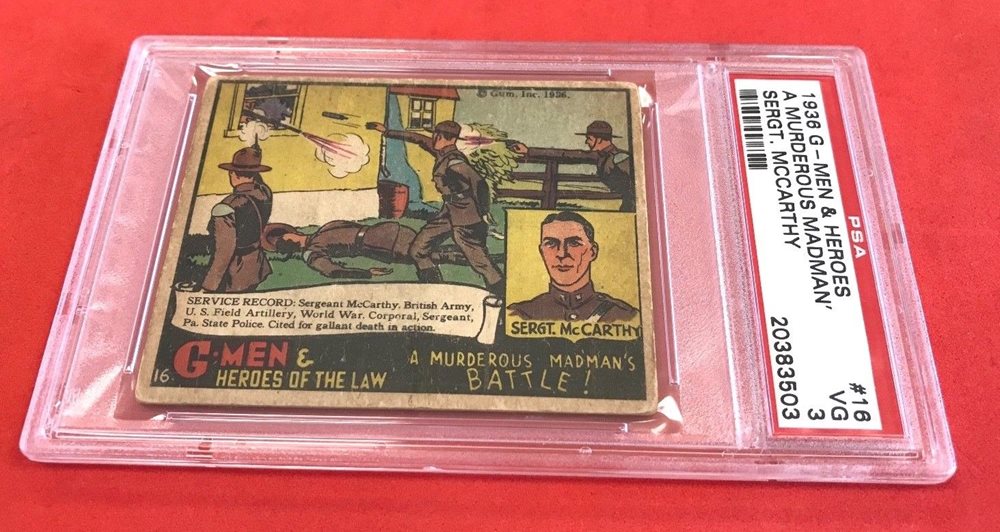 © Gum, Inc. 1936.
SERVICE RECORD: Sergeant McCarthy. British Army,
U. S. Field Artillery, World War. Corporal, Sergeant,
Pa. State Police. Cited for gallant death in action.
SERGT. McCARTHY
G-MEN &
HEROES OF THE LAW
A MURDEROUS MADMAN'S
BATTLE!
16
PSA
1936 G-MEN & HEROES
A MURDEROUS MADMAN'
SERGT. MCCARTHY
#16
VG 3
20383503